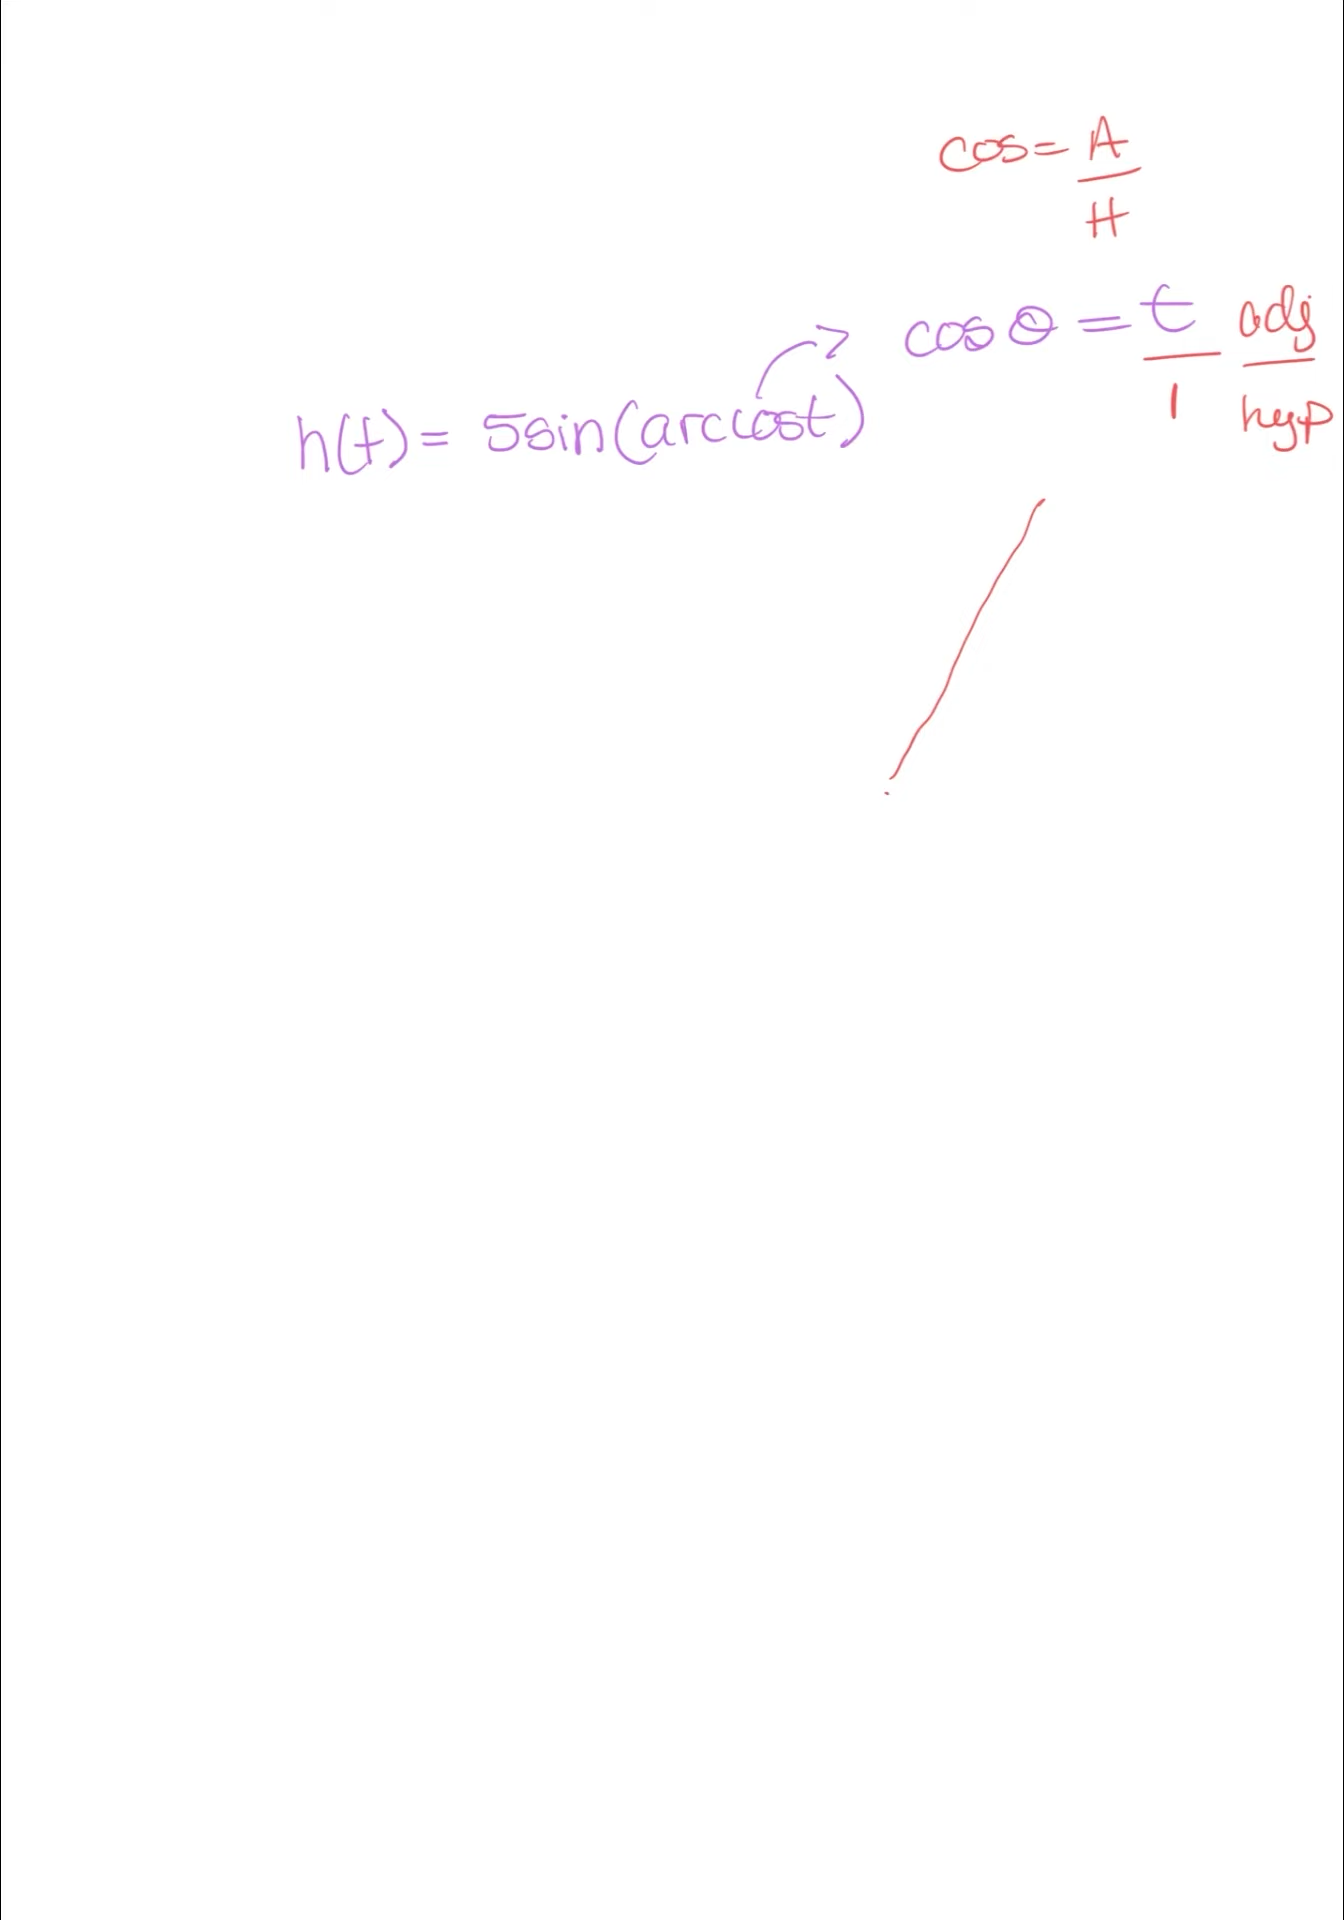 cos = A
H
cos θ = t adj
1 hyp
h(t) = 5sin(arccost)